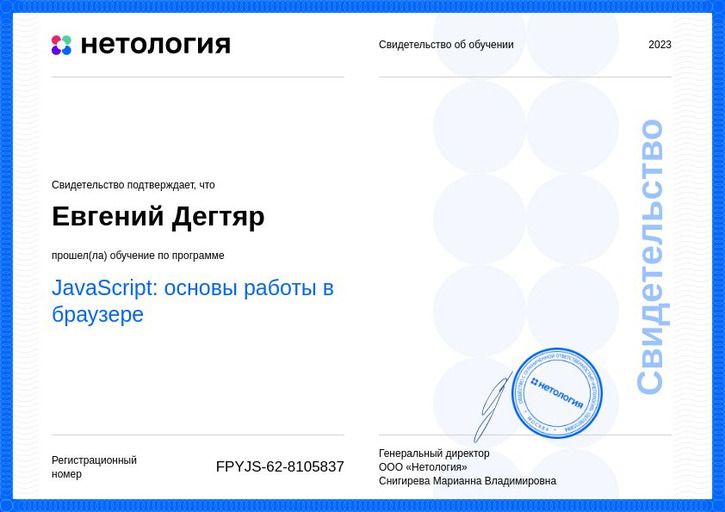 нетология
Свидетельство об обучении
2023
Свидетельство подтверждает, что
Евгений Дегтяр
прошел(ла) обучение по программе
JavaScript: основы работы в
браузере
Свидетельство
нетология
МОСКВА
Регистрационный
номер
FPYJS-62-8105837
Генеральный директор
ООО «Нетология»
Снигирева Марианна Владимировна